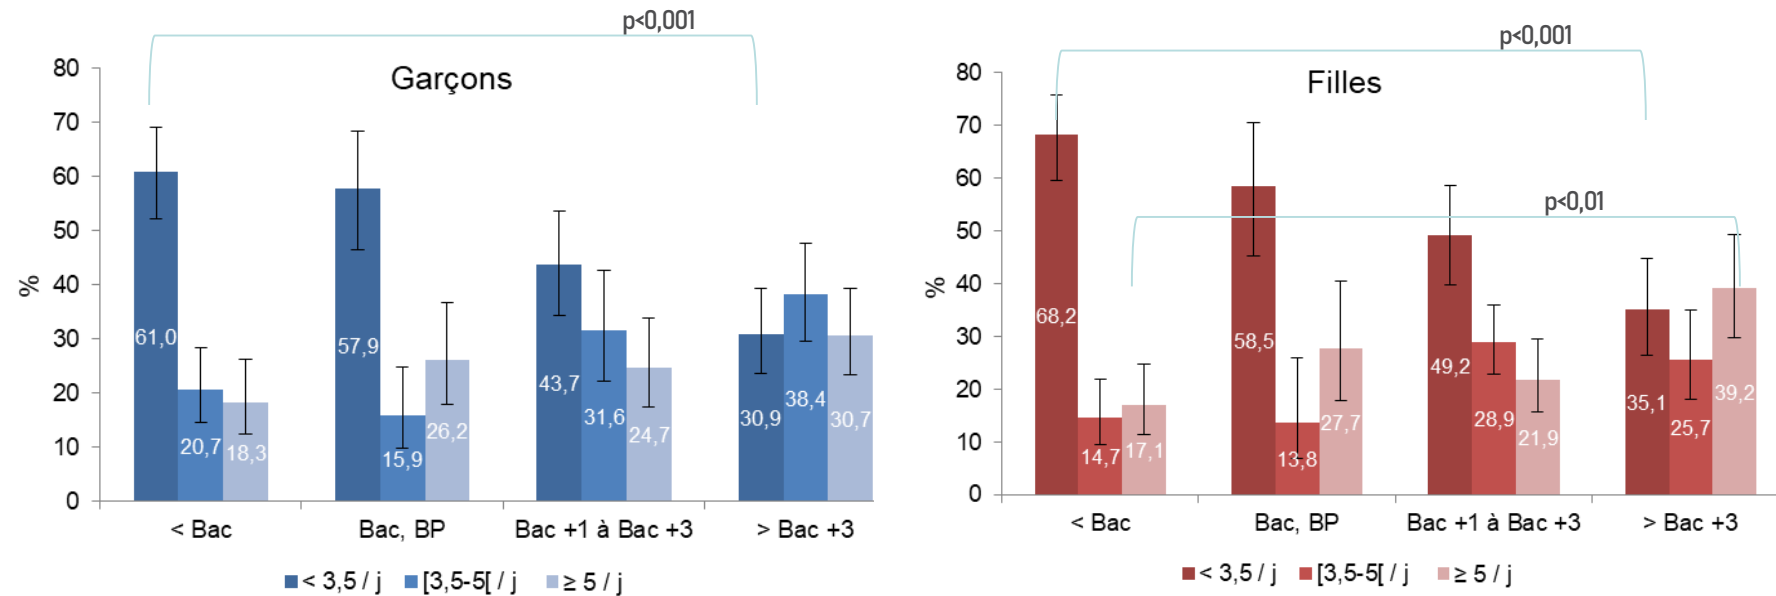 p<0,001
Garçons
80
70
60
50
40
30
20
10
0
%
61,0
20,7
18,3
57,9
15,9
26,2
43,7
31,6
24,7
30,9
38,4
30,7
< Bac
Bac, BP
Bac +1 à Bac +3
> Bac +3
< 3,5 / j
[3,5-5[ / j
≥ 5 / j
p<0,001
Filles
p<0,01
80
70
60
50
40
30
20
10
0
%
68,2
14,7
17,1
58,5
13,8
27,7
49,2
28,9
21,9
35,1
25,7
39,2
< Bac
Bac, BP
Bac +1 à Bac +3
> Bac +3
< 3,5 / j
[3,5-5[ / j
≥ 5 / j